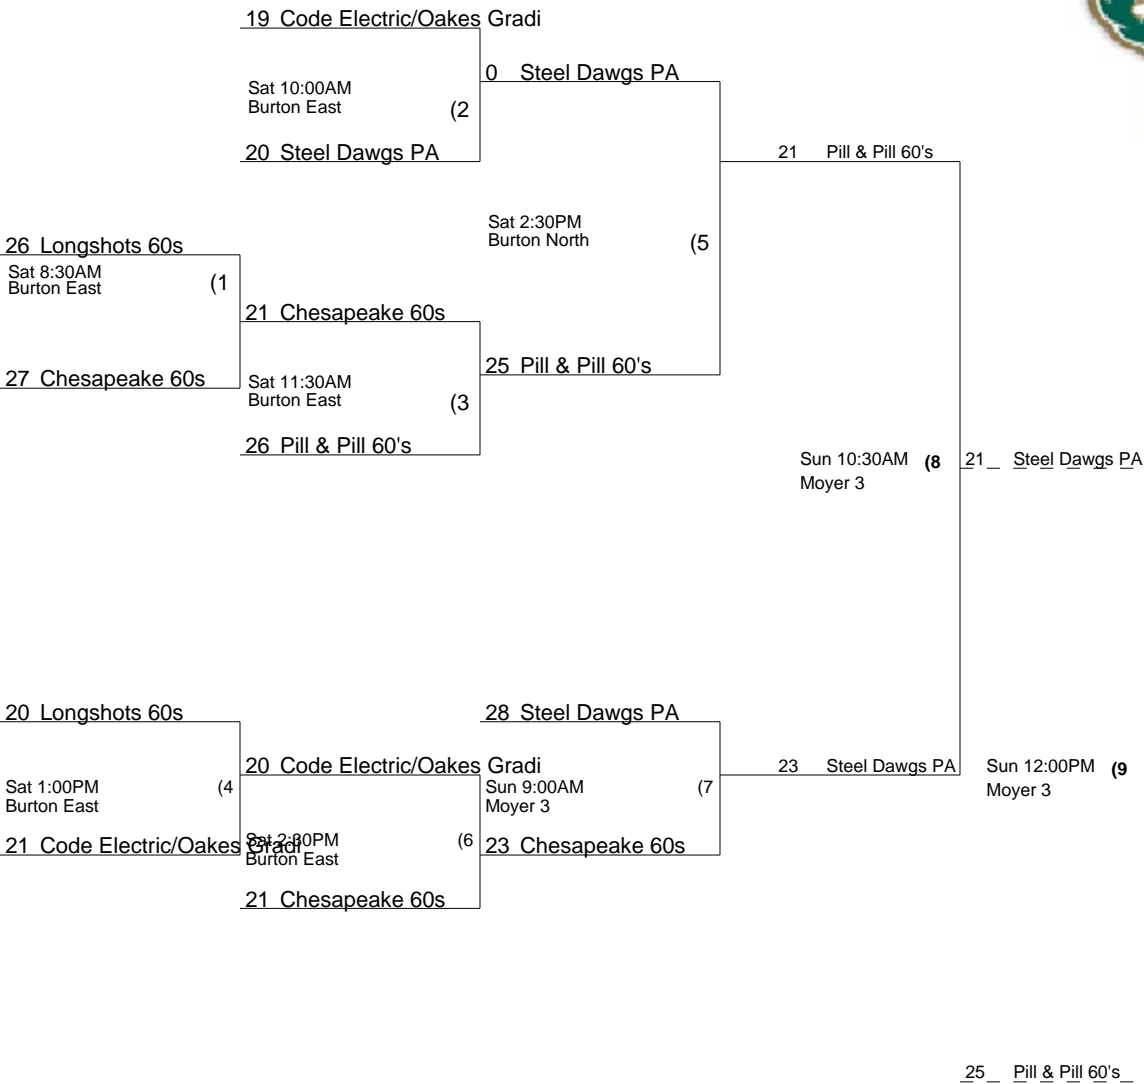 19 Code Electric/Oakes Gradi
0 Steel Dawgs PA
Sat 10:00AM
Burton East
(2
20 Steel Dawgs PA
21 Pill & Pill 60's
Sat 2:30PM
Burton North
(5
26 Longshots 60s
Sat 8:30AM
Burton East
(1
21 Chesapeake 60s
25 Pill & Pill 60's
27 Chesapeake 60s
Sat 11:30AM
Burton East
(3
26 Pill & Pill 60's
Sun 10:30AM (8
Moyer 3
21 Steel Dawgs PA
20 Longshots 60s
28 Steel Dawgs PA
20 Code Electric/Oakes Gradi
Sat 1:00PM
Burton East
(4
Sun 9:00AM
Moyer 3
(7
23 Steel Dawgs PA
Sun 12:00PM (9
Moyer 3
21 Code Electric/Oakes Gradi
Sat 2:30PM
Burton East
(6
23 Chesapeake 60s
21 Chesapeake 60s
25 Pill & Pill 60's